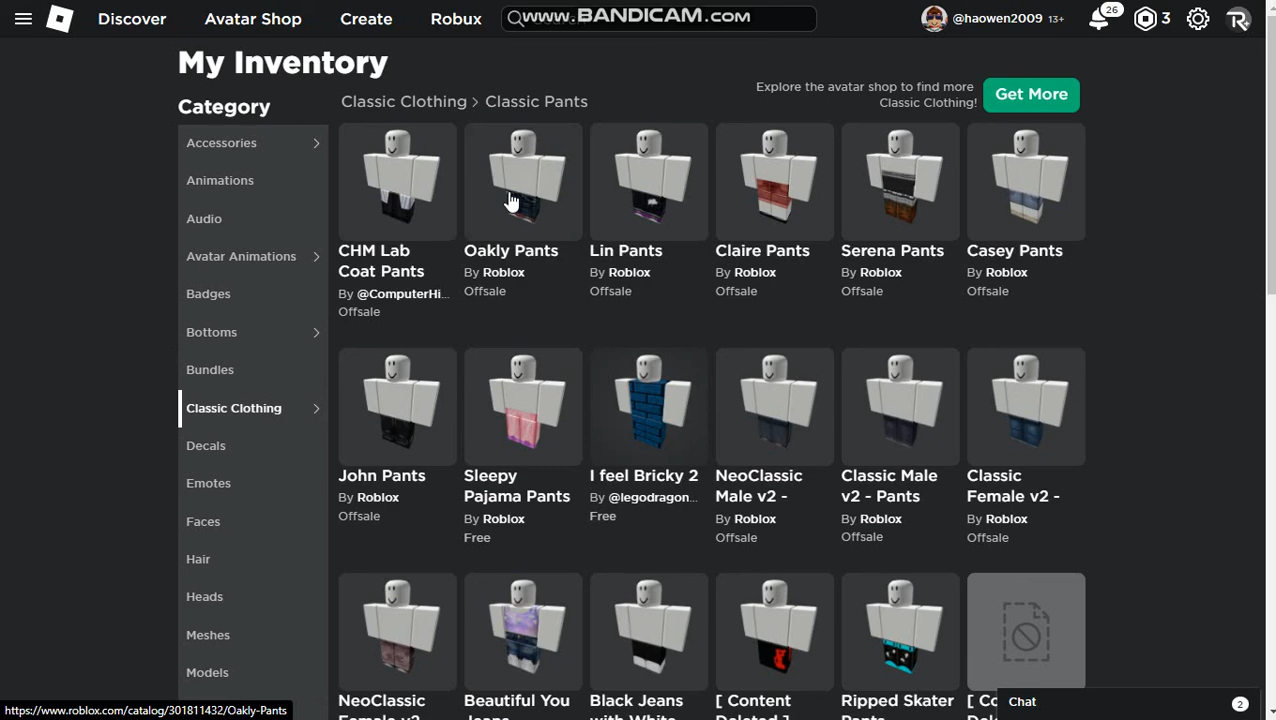 Discover
Avatar Shop
Create
Robux
www.BANDICAM.com
@haowen2009 13+
26
3
My Inventory
Category
Classic Clothing > Classic Pants
Explore the avatar shop to find more
Classic Clothing!
Get More
Accessories
Animations
Audio
Avatar Animations
Badges
Bottoms
Bundles
Classic Clothing
Decals
Emotes
Faces
Hair
Heads
Meshes
Models
CHM Lab
Coat Pants
By @ComputerHi...
Offsale
Oakly Pants
By Roblox
Offsale
Lin Pants
By Roblox
Offsale
Claire Pants
By Roblox
Offsale
Serena Pants
By Roblox
Offsale
Casey Pants
By Roblox
Offsale
John Pants
By Roblox
Offsale
Sleepy
Pajama Pants
By Roblox
Free
I feel Bricky 2
By @legodragon...
Free
NeoClassic
Male v2 -
By Roblox
Offsale
Classic Male
v2 - Pants
By Roblox
Offsale
Classic
Female v2 -
By Roblox
Offsale
NeoClassic
Female v2
Beautiful You
Jeans
Black Jeans
with White
[ Content
Deleted ]
Ripped Skater
Pants
[ Co
https://www.roblox.com/catalog/301811432/Oakly-Pants
Chat
2